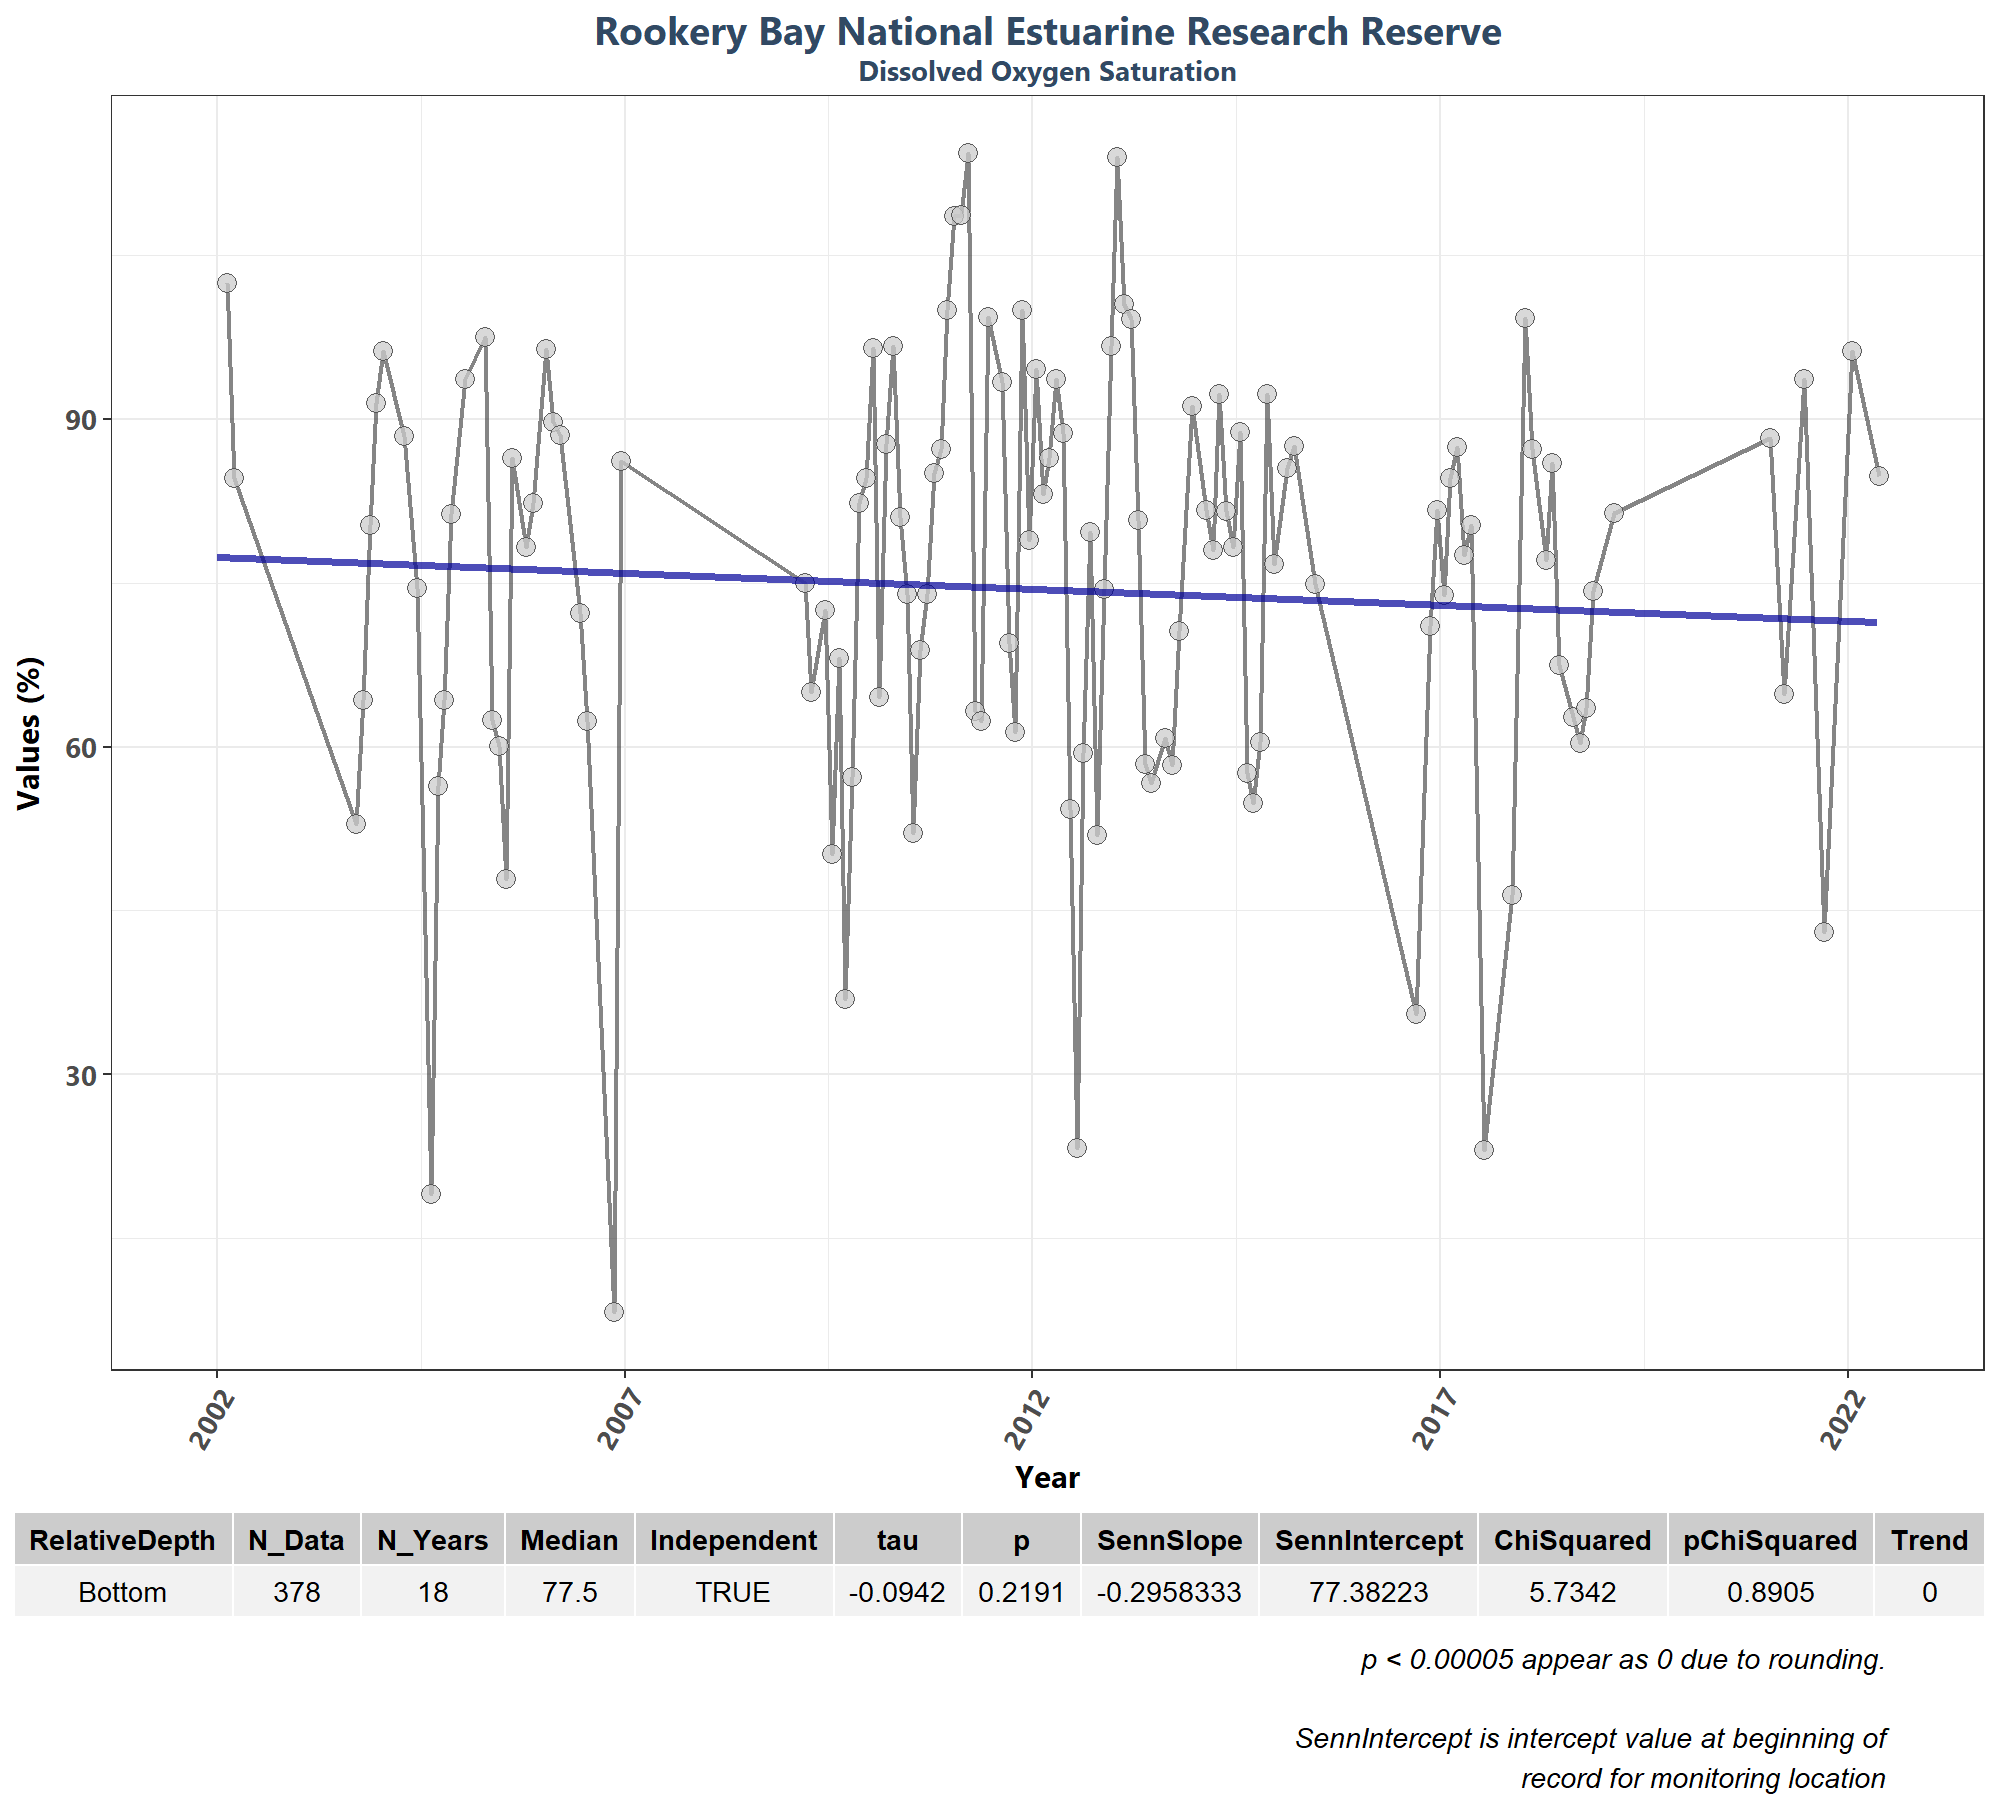 Rookery Bay National Estuarine Research Reserve
Dissolved Oxygen Saturation
Values (%)
90
60
30
2002 2007 2012 2017 2022
Year
RelativeDepth N_Data N_Years Median Independent tau p SennSlope SennIntercept ChiSquared pChiSquared Trend
Bottom 378 18 77.5 TRUE -0.0942 0.2191 -0.2958333 77.38223 5.7342 0.8905 0
p < 0.00005 appear as 0 due to rounding.
SennIntercept is intercept value at beginning of
record for monitoring location